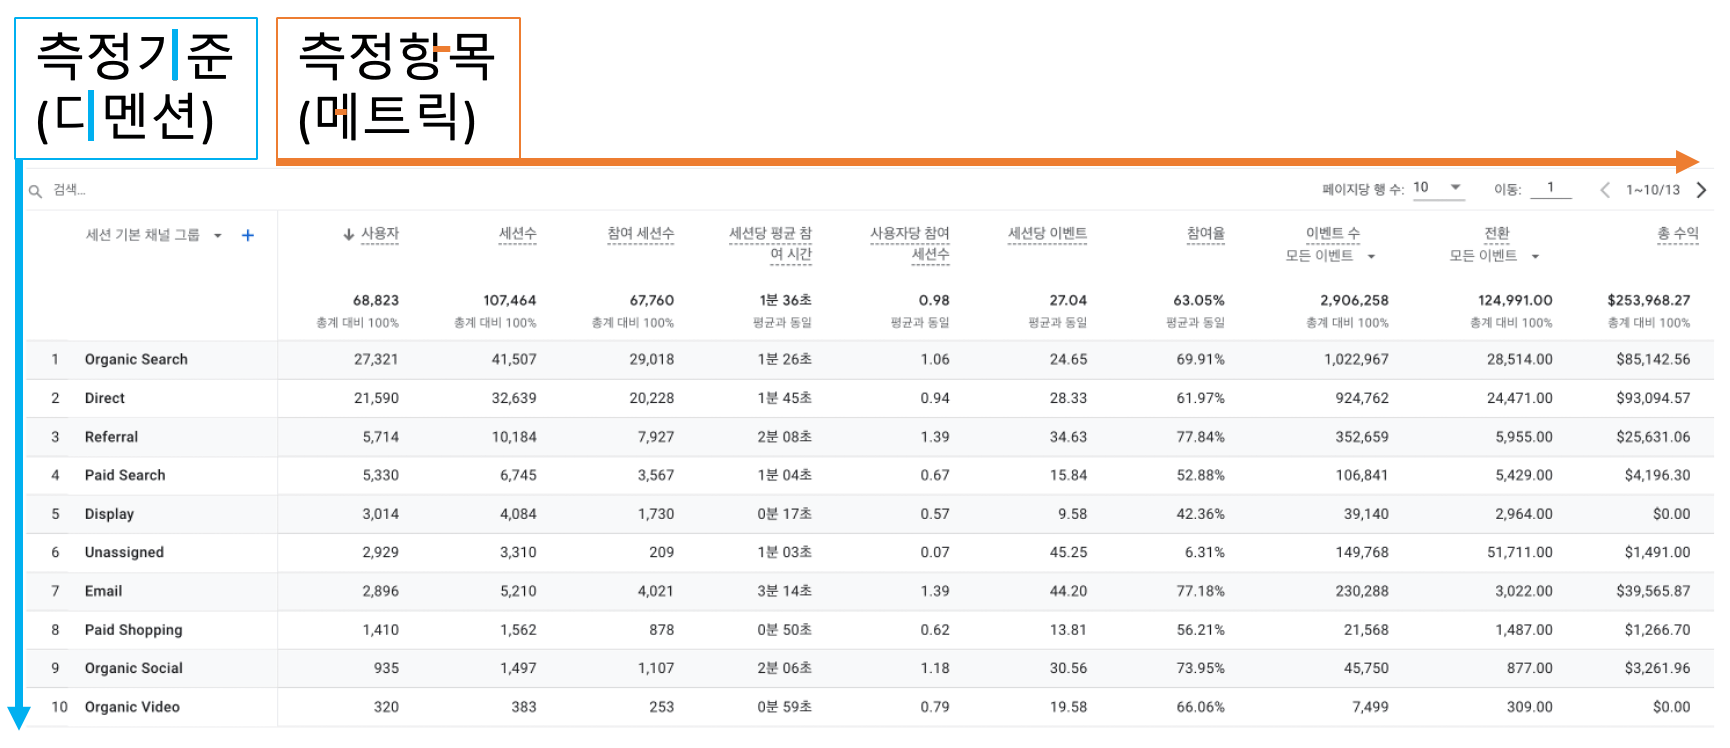 측정기준
(디멘션)
측정항목
(메트릭)
검색...
페이지당 행 수: 10 이동: 1 1~10/13
세션 기본 채널 그룹 + ↓ 사용자 세션수 참여 세션수 세션당 평균 참여 시간 사용자당 참여 세션수 세션당 이벤트 참여율 이벤트 수 모든 이벤트 전환 모든 이벤트 총 수익
68,823 107,464 67,760 1분 36초 0.98 27.04 63.05% 2,906,258 124,991.00 $253,968.27
총계 대비 100% 총계 대비 100% 총계 대비 100% 평균과 동일 평균과 동일 평균과 동일 평균과 동일 총계 대비 100% 총계 대비 100% 총계 대비 100%
1 Organic Search 27,321 41,507 29,018 1분 26초 1.06 24.65 69.91% 1,022,967 28,514.00 $85,142.56
2 Direct 21,590 32,639 20,228 1분 45초 0.94 28.33 61.97% 924,762 24,471.00 $93,094.57
3 Referral 5,714 10,184 7,927 2분 08초 1.39 34.63 77.84% 352,659 5,955.00 $25,631.06
4 Paid Search 5,330 6,745 3,567 1분 04초 0.67 15.84 52.88% 106,841 5,429.00 $4,196.30
5 Display 3,014 4,084 1,730 0분 17초 0.57 9.58 42.36% 39,140 2,964.00 $0.00
6 Unassigned 2,929 3,310 209 1분 03초 0.07 45.25 6.31% 149,768 51,711.00 $1,491.00
7 Email 2,896 5,210 4,021 3분 14초 1.39 44.20 77.18% 230,288 3,022.00 $39,565.87
8 Paid Shopping 1,410 1,562 878 0분 50초 0.62 13.81 56.21% 21,568 1,487.00 $1,266.70
9 Organic Social 935 1,497 1,107 2분 06초 1.18 30.56 73.95% 45,750 877.00 $3,261.96
10 Organic Video 320 383 253 0분 59초 0.79 19.58 66.06% 7,499 309.00 $0.00